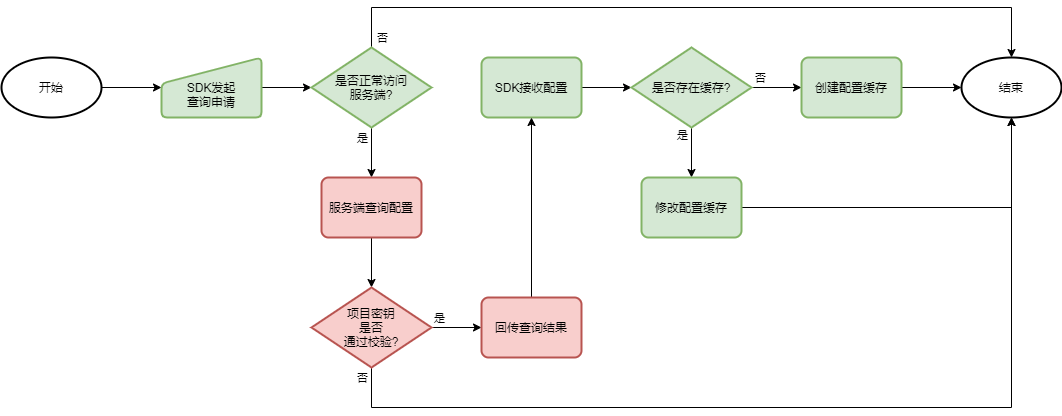 否
开始
SDK发起
查询申请
是否正常访问
服务端?
SDK接收配置
是否存在缓存?
否
创建配置缓存
结束
是
是
服务端查询配置
修改配置缓存
项目密钥
是否
通过校验?
是
回传查询结果
否